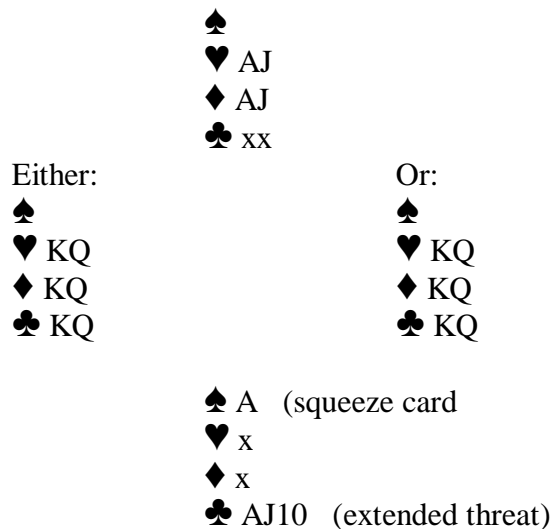 ♠
♥ AJ
♦ AJ
♣ xx
Either: Or:
♠ ♠
♥ KQ ♥ KQ
♦ KQ ♦ KQ
♣ KQ ♣ KQ
♠ A (squeeze card
♥ x
♦ x
♣ AJ10 (extended threat)